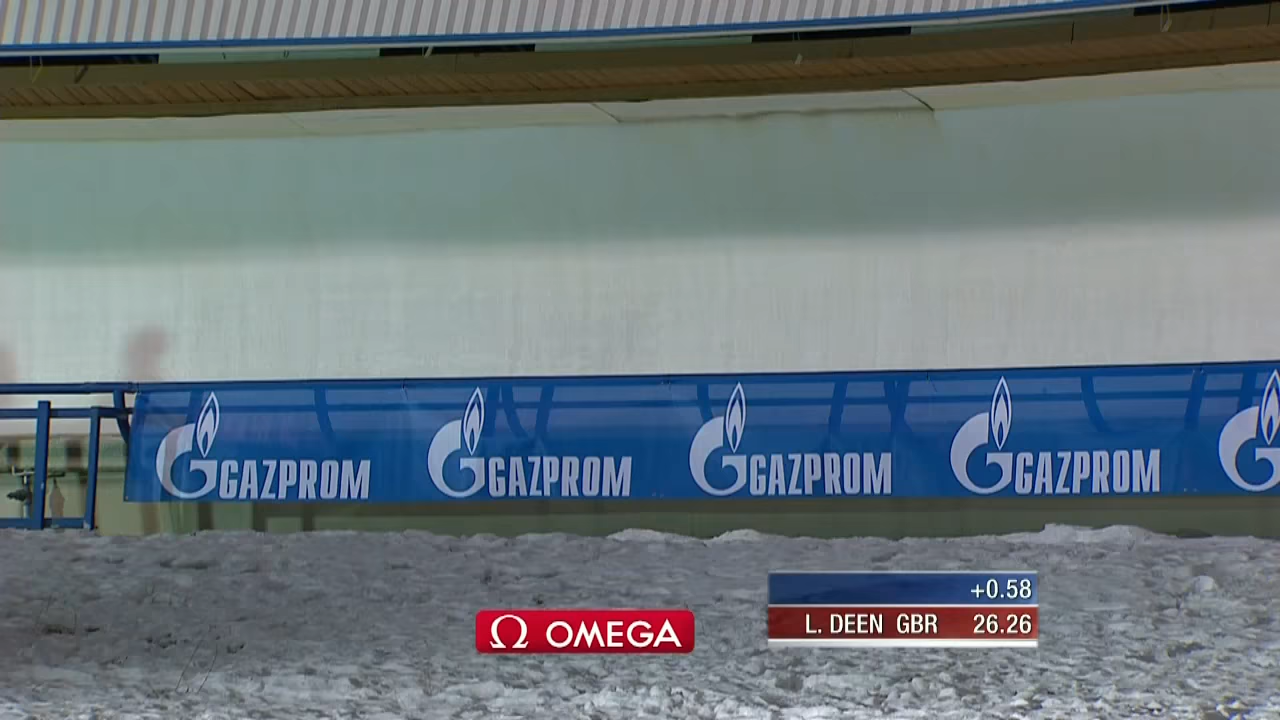 GAZPROM GAZPROM GAZPROM GAZPROM
+0.58
Ω OMEGA
L. DEEN GBR 26.26